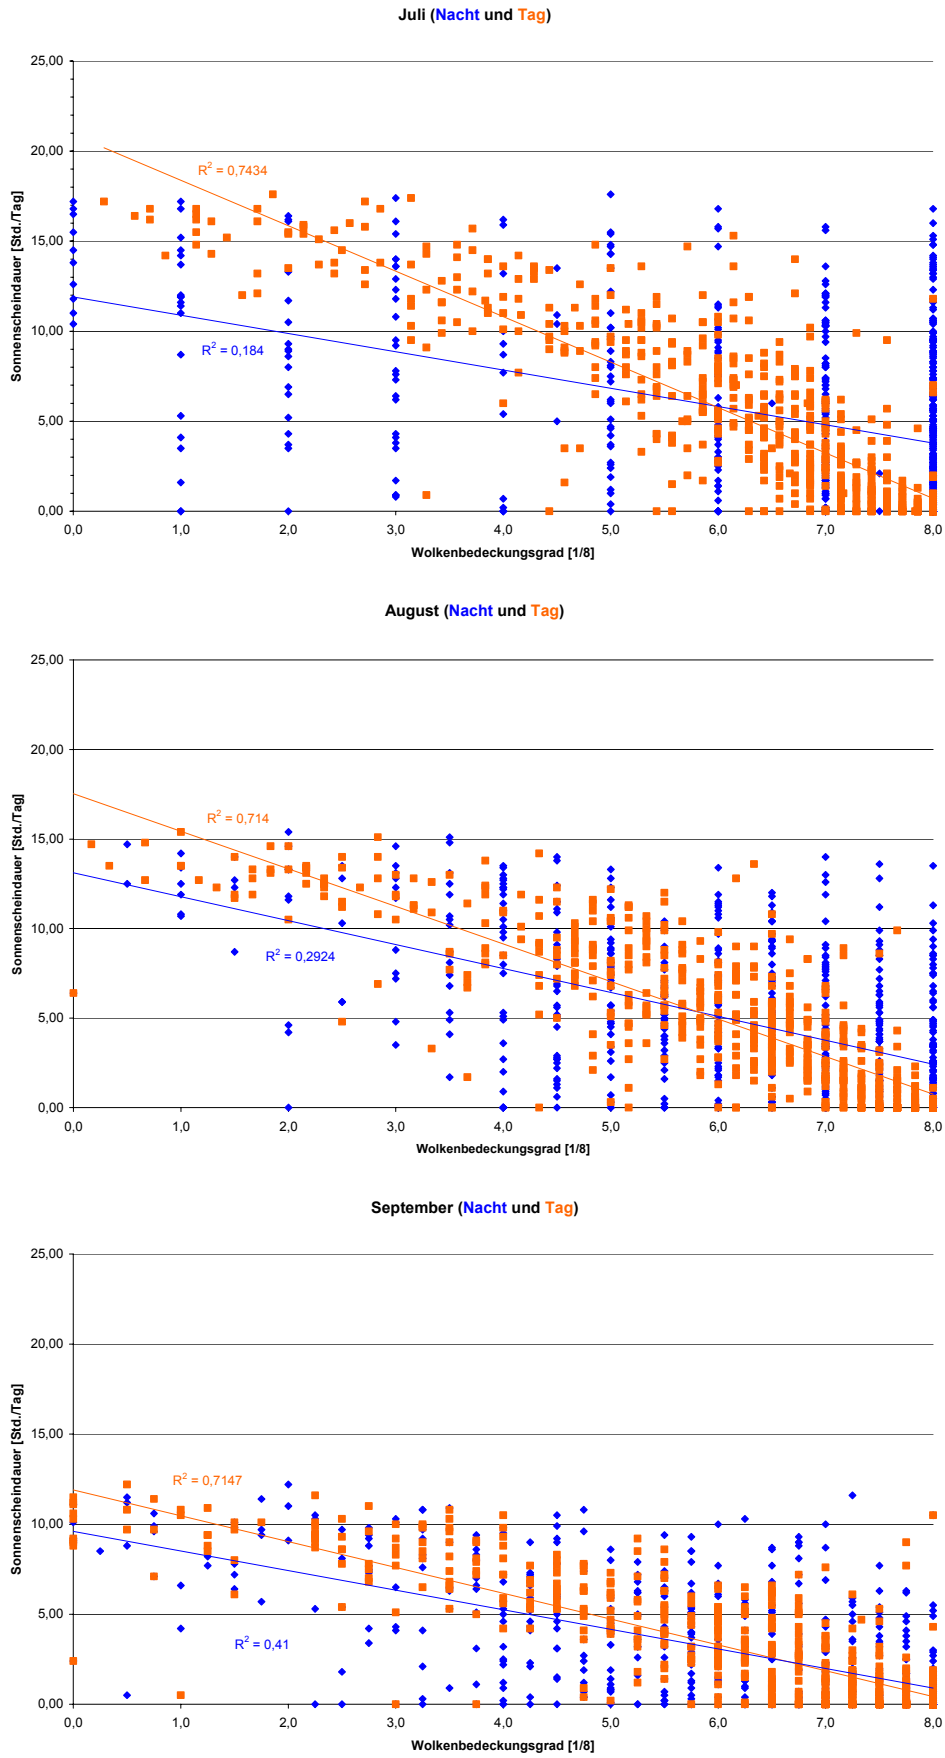 Juli (Nacht und Tag)
25,00
20,00
15,00
10,00
5,00
0,00
Sonnenscheindauer [Std./Tag]
R² = 0,7434
R² = 0,184
0,0 1,0 2,0 3,0 4,0 5,0 6,0 7,0 8,0
Wolkenbedeckungsgrad [1/8]
August (Nacht und Tag)
25,00
20,00
15,00
10,00
5,00
0,00
Sonnenscheindauer [Std./Tag]
R² = 0,714
R² = 0,2924
0,0 1,0 2,0 3,0 4,0 5,0 6,0 7,0 8,0
Wolkenbedeckungsgrad [1/8]
September (Nacht und Tag)
25,00
20,00
15,00
10,00
5,00
0,00
Sonnenscheindauer [Std./Tag]
R² = 0,7147
R² = 0,41
0,0 1,0 2,0 3,0 4,0 5,0 6,0 7,0 8,0
Wolkenbedeckungsgrad [1/8]